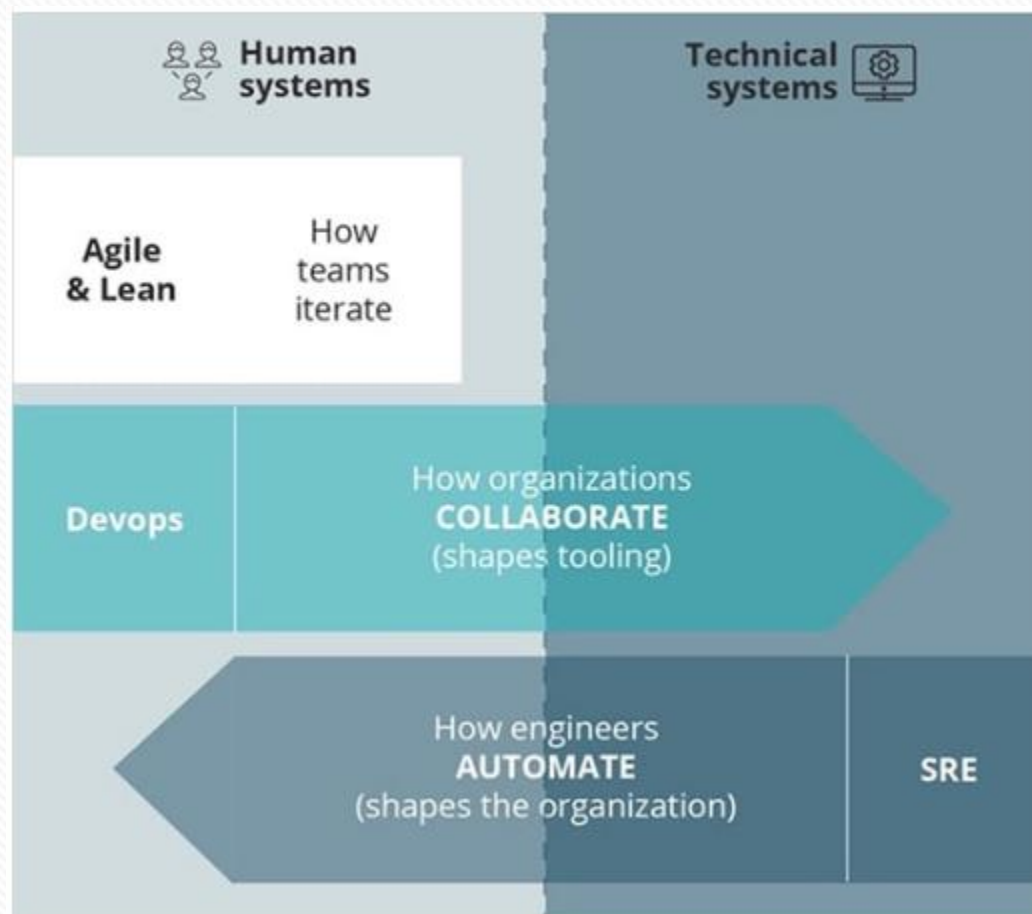 Human
systems
Technical
systems
Agile
& Lean
How
teams
iterate
Devops
How organizations
COLLABORATE
(shapes tooling)
How engineers
AUTOMATE
(shapes the organization)
SRE